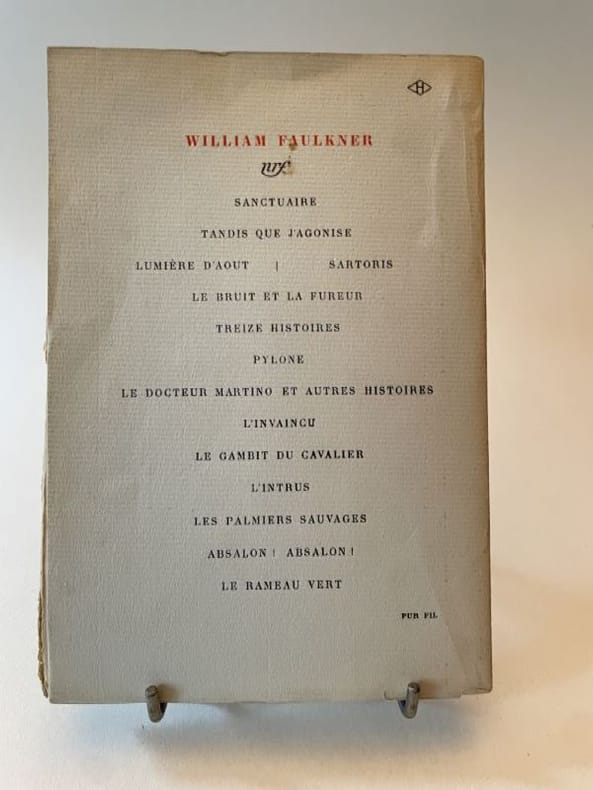 H
WILLIAM FAULKNER
nrf
SANCTUAIRE
TANDIS QUE J'AGONISE
LUMIÈRE D'AOUT | SARTORIS
LE BRUIT ET LA FUREUR
TREIZE HISTOIRES
PYLONE
LE DOCTEUR MARTINO ET AUTRES HISTOIRES
L'INVAINCU
LE GAMBIT DU CAVALIER
L'INTRUS
LES PALMIERS SAUVAGES
ABSALON ! ABSALON !
LE RAMEAU VERT
PUR FIL